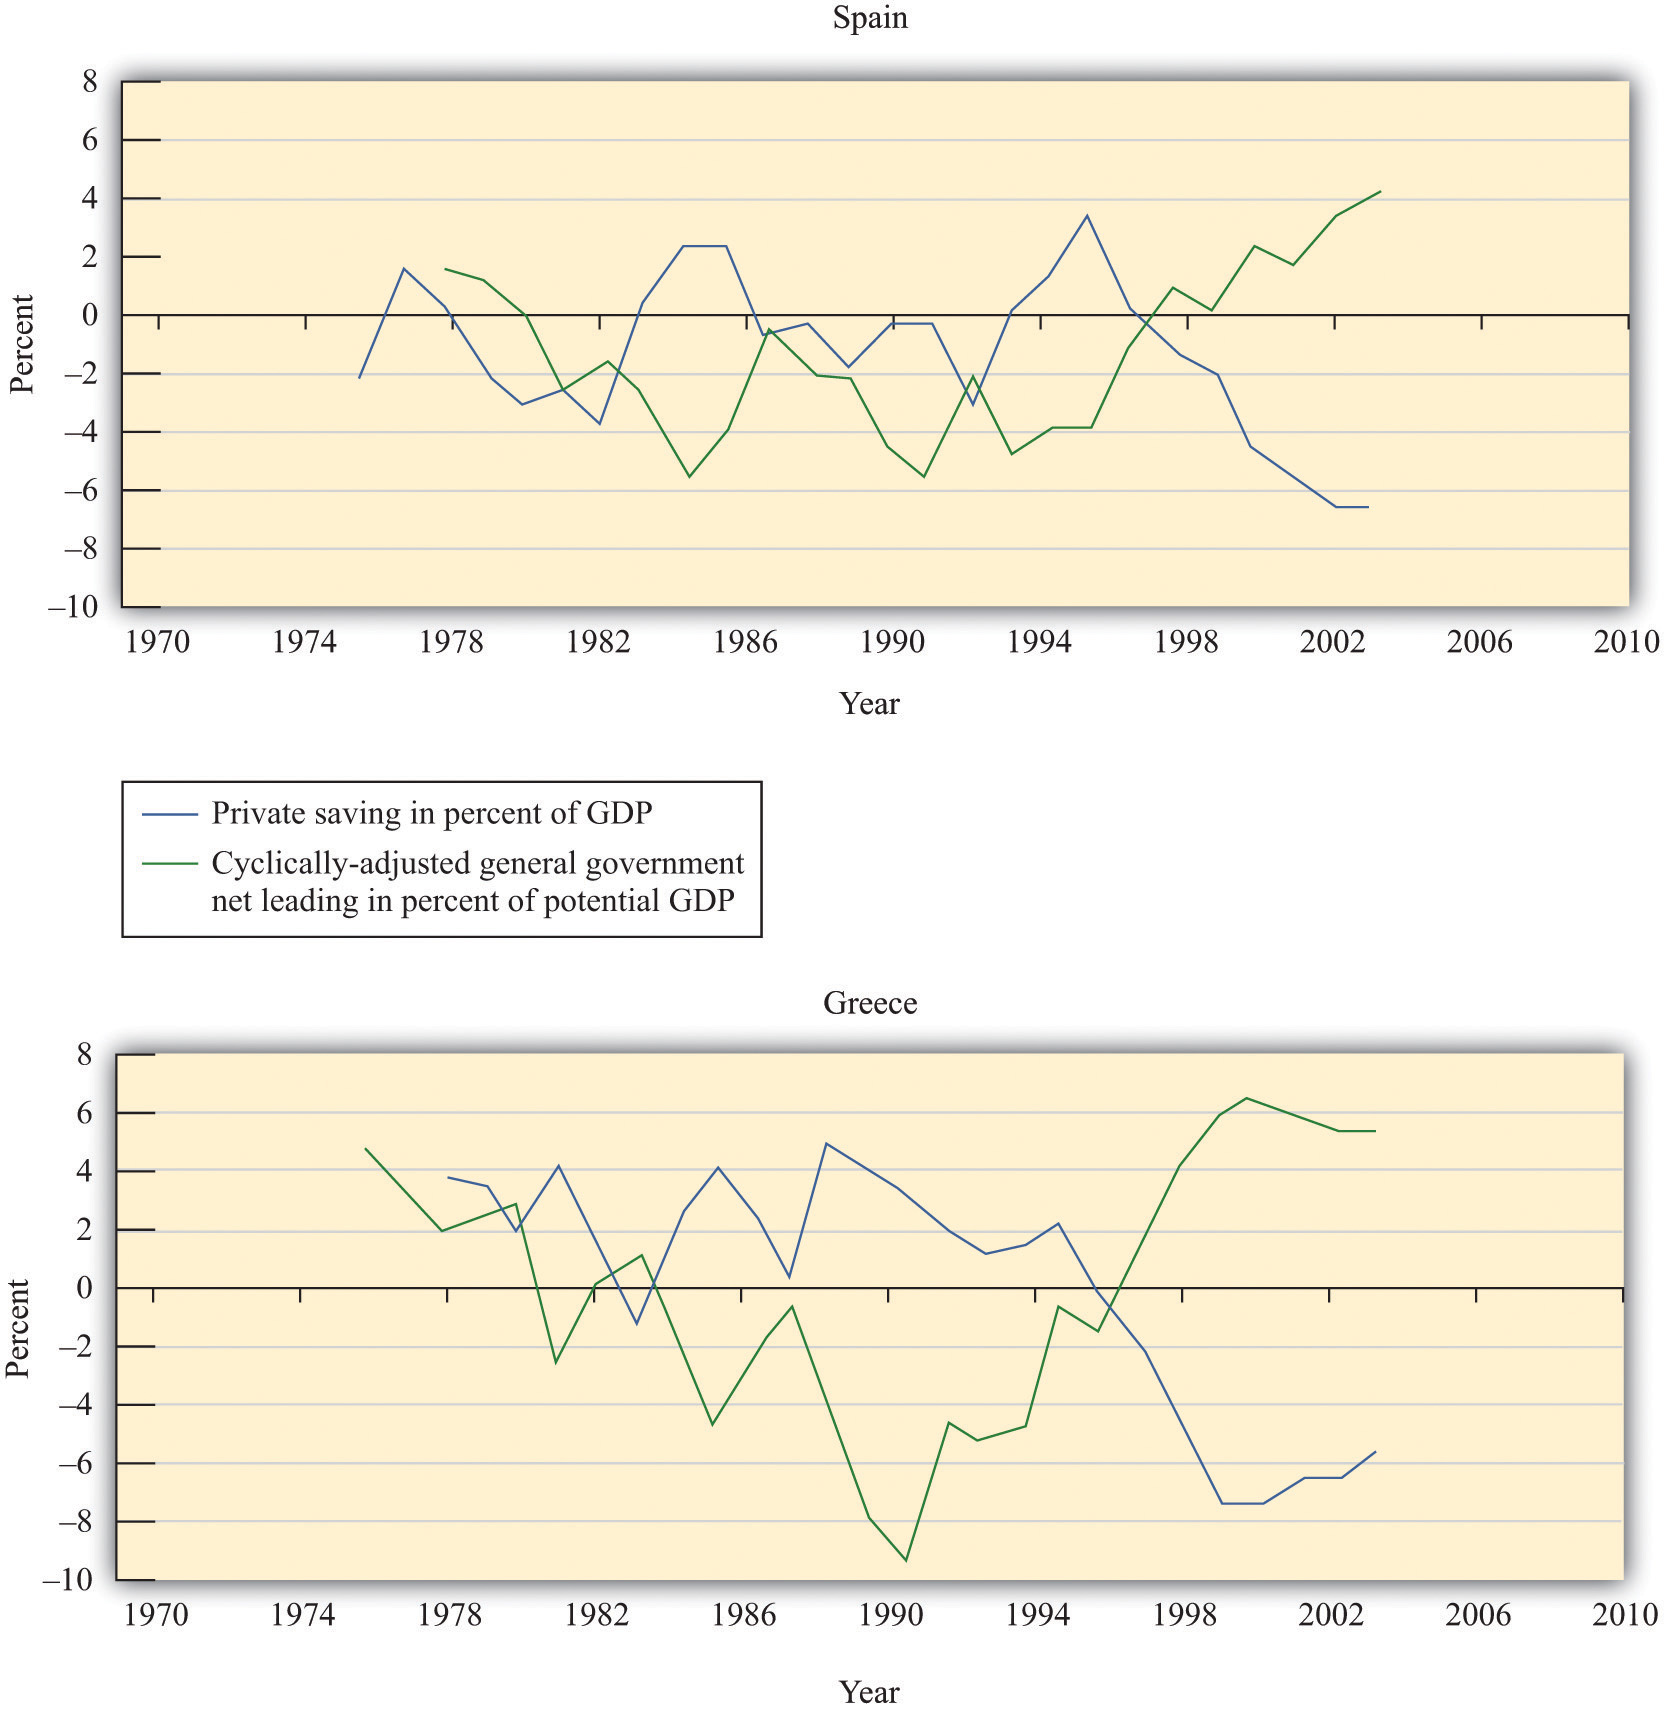 Spain
8
6
4
2
0
–2
–4
–6
–8
–10
Percent
1970 1974 1978 1982 1986 1990 1994 1998 2002 2006 2010
Year
Private saving in percent of GDP
Cyclically-adjusted general government
net leading in percent of potential GDP
Greece
8
6
4
2
0
–2
–4
–6
–8
–10
Percent
1970 1974 1978 1982 1986 1990 1994 1998 2002 2006 2010
Year